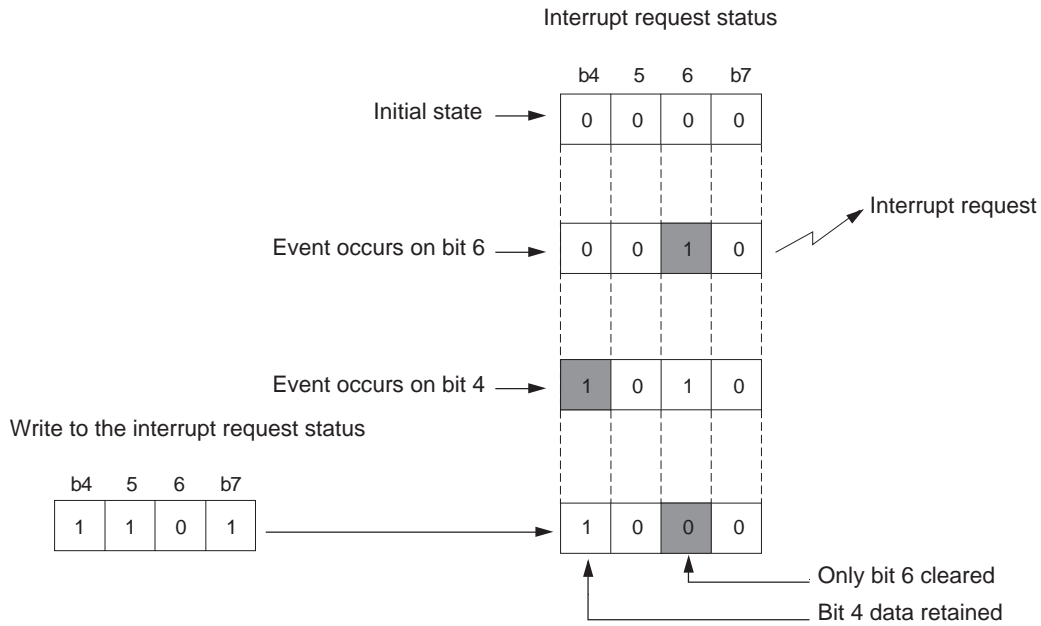 Interrupt request status
b4 5 6 b7
Initial state 0 0 0 0
Interrupt request
Event occurs on bit 6 0 0 1 0
Event occurs on bit 4 1 0 1 0
Write to the interrupt request status
b4 5 6 b7
1 1 0 1 1 0 0 0
Only bit 6 cleared
Bit 4 data retained